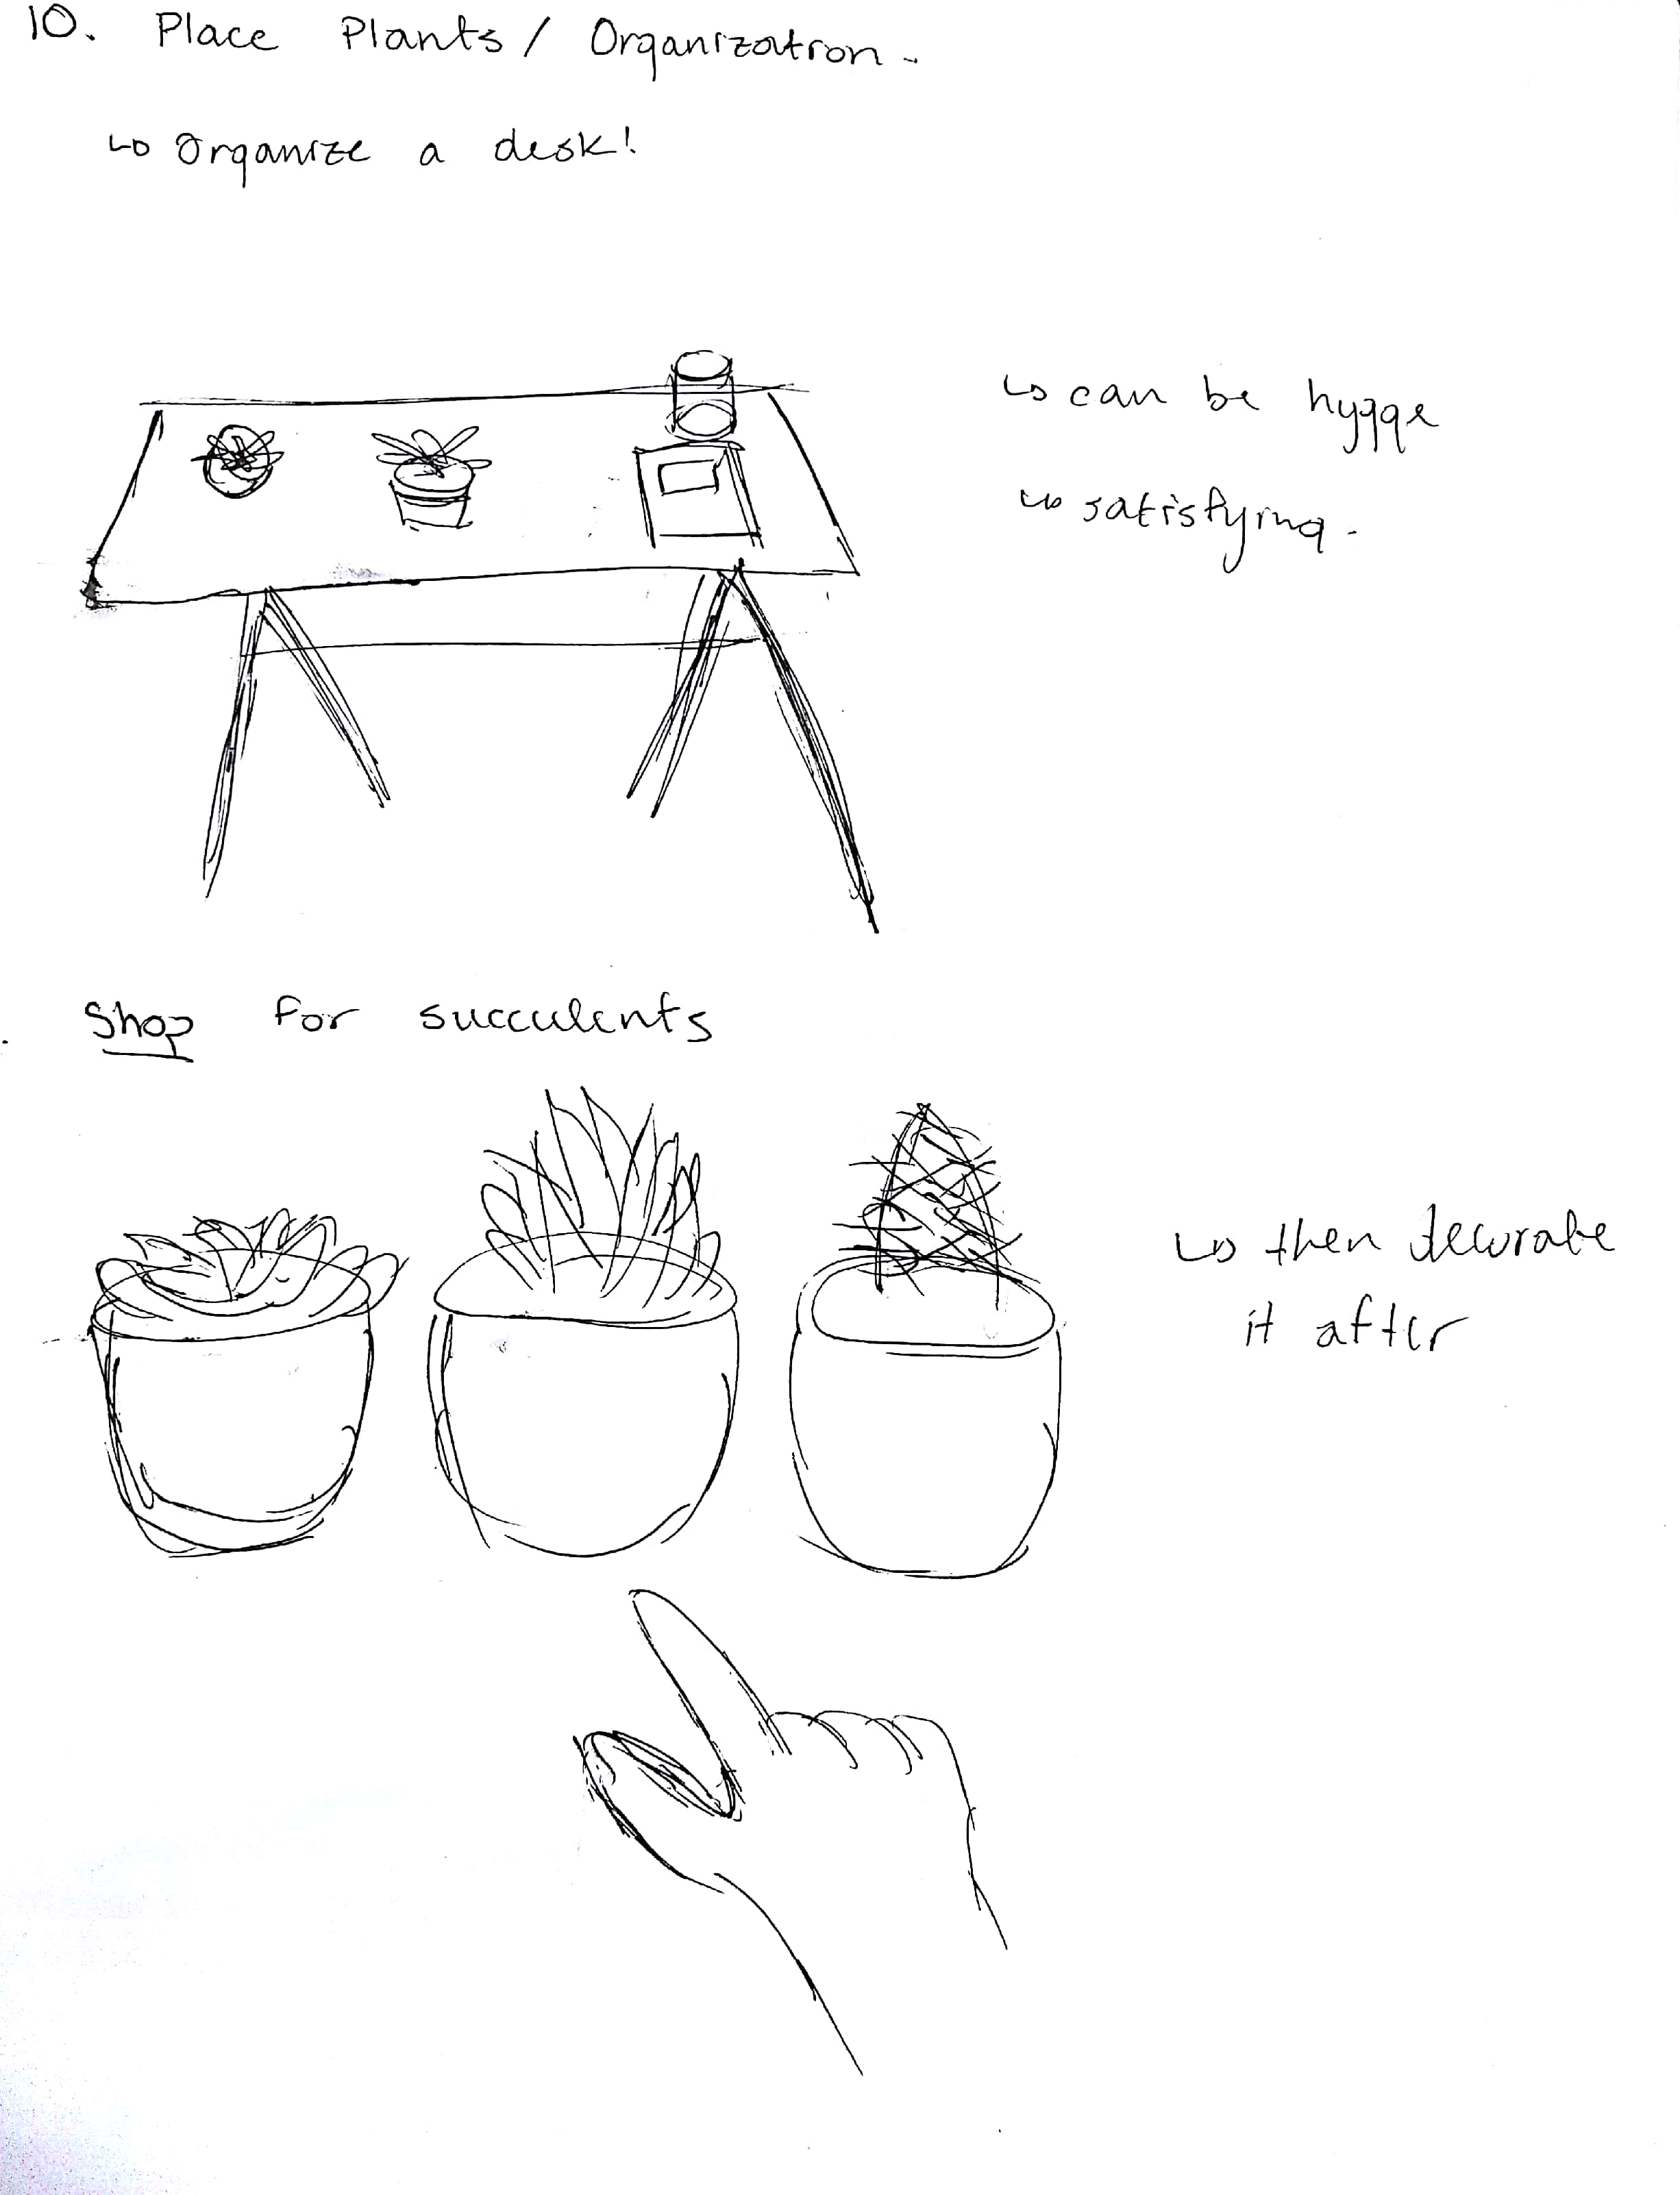 10. Place Plants / Organization.
↳ Organize a desk!
↳ can be hygge
↳ satisfying.
. Shop for succulents
↳ then decorate
it after